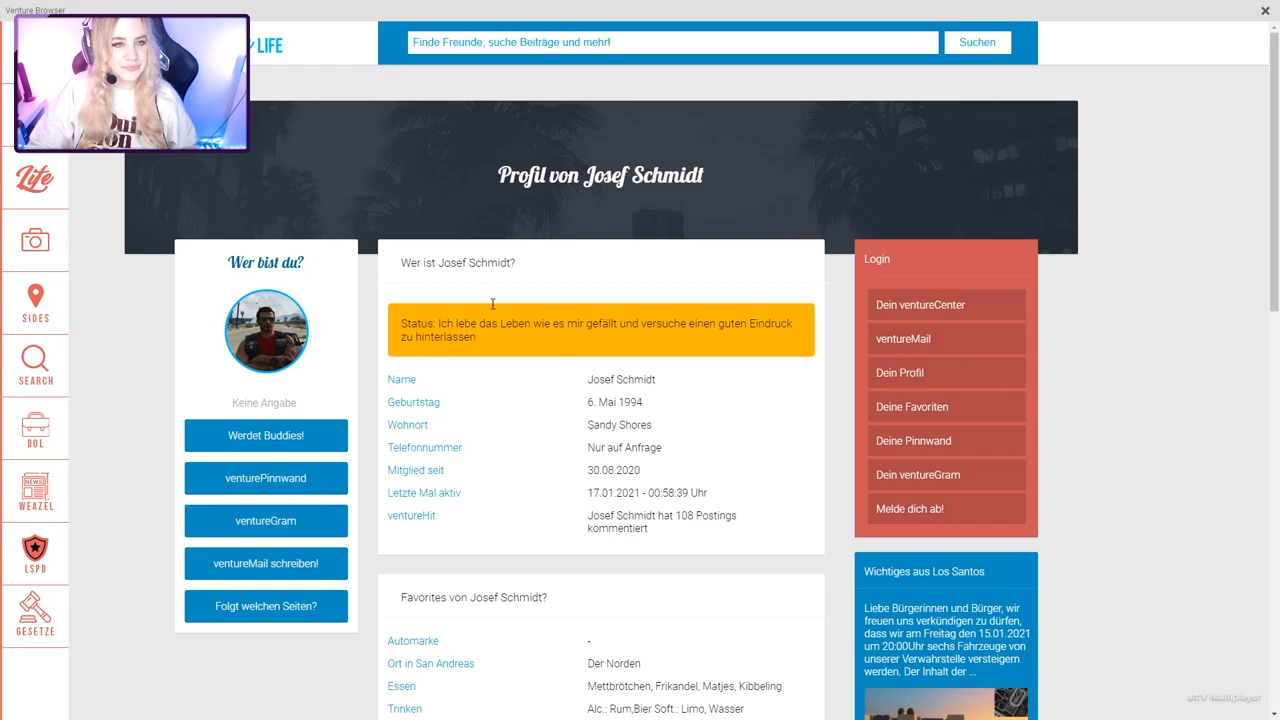 Venture Browser
LIFE
Finde Freunde, suche Beiträge und mehr!
Suchen
Oui
non
Life
SIDES
SEARCH
DOL
NEWS
WEAZEL
LSPD
GESETZE
Profil von Josef Schmidt
Wer bist du?
Keine Angabe
Werdet Buddies!
venturePinnwand
ventureGram
ventureMail schreiben!
Folgt welchen Seiten?
Wer ist Josef Schmidt?
Status: Ich lebe das Leben wie es mir gefällt und versuche einen guten Eindruck
zu hinterlassen
Name Josef Schmidt
Geburtstag 6. Mai 1994
Wohnort Sandy Shores
Telefonnummer Nur auf Anfrage
Mitglied seit 30.08.2020
Letzte Mal aktiv 17.01.2021 - 00:58:39 Uhr
ventureHit Josef Schmidt hat 108 Postings
kommentiert
Favorites von Josef Schmidt?
Automarke -
Ort in San Andreas Der Norden
Essen Mettbrötchen, Frikandel, Matjes, Kibbeling
Trinken Alc.: Rum,Bier Soft.: Limo, Wasser
Login
Dein ventureCenter
ventureMail
Dein Profil
Deine Favoriten
Deine Pinnwand
Dein ventureGram
Melde dich ab!
Wichtiges aus Los Santos
Liebe Bürgerinnen und Bürger, wir
freuen uns verkündigen zu dürfen,
dass wir am Freitag den 15.01.2021
um 20:00Uhr sechs Fahrzeuge von
unserer Verwahrstelle versteigern
werden. Der Inhalt der ...
alt:V Multiplayer